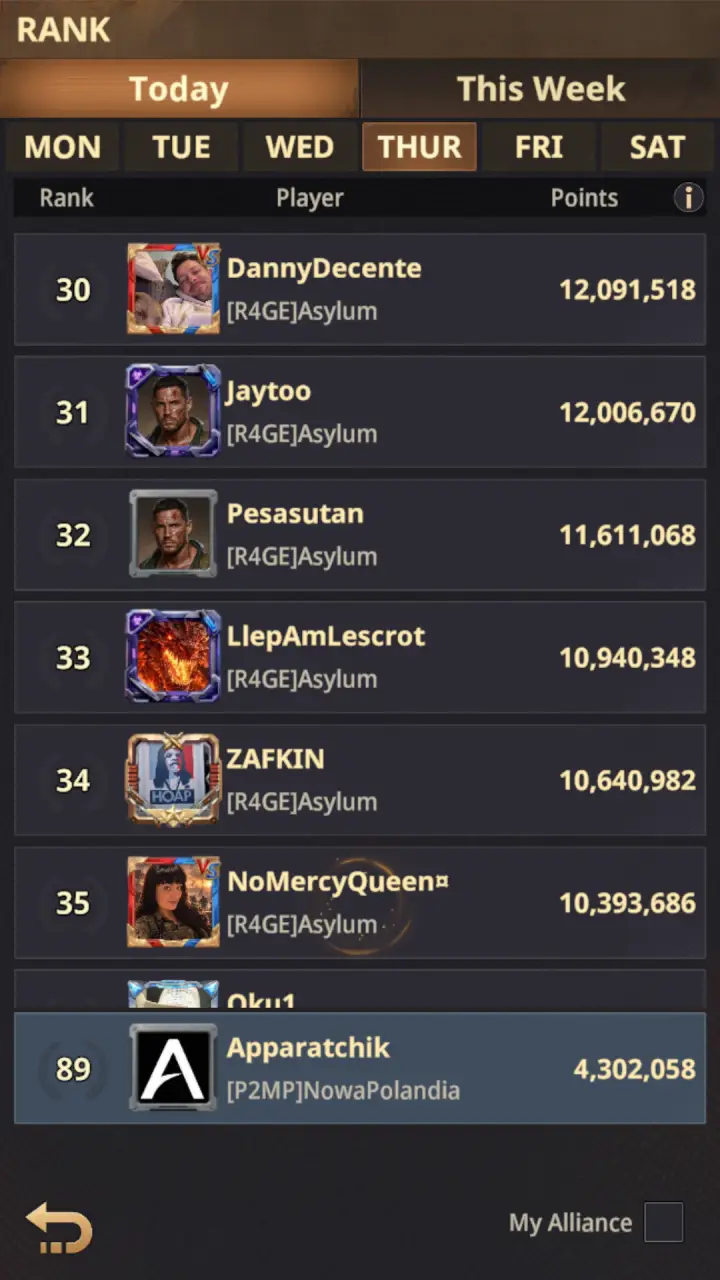 RANK
Today
This Week
MON
TUE
WED
THUR
FRI
SAT
Rank
Player
Points
i
30
VS
DannyDecente
[R4GE]Asylum
12,091,518
31
Jaytoo
[R4GE]Asylum
12,006,670
32
Pesasutan
[R4GE]Asylum
11,611,068
33
LlepAmLescrot
[R4GE]Asylum
10,940,348
34
HOAP
ZAFKIN
[R4GE]Asylum
10,640,982
35
VS
NoMercyQueen¤
[R4GE]Asylum
10,393,686
Oku1
89
A
Apparatchik
[P2MP]NowaPolandia
4,302,058
My Alliance